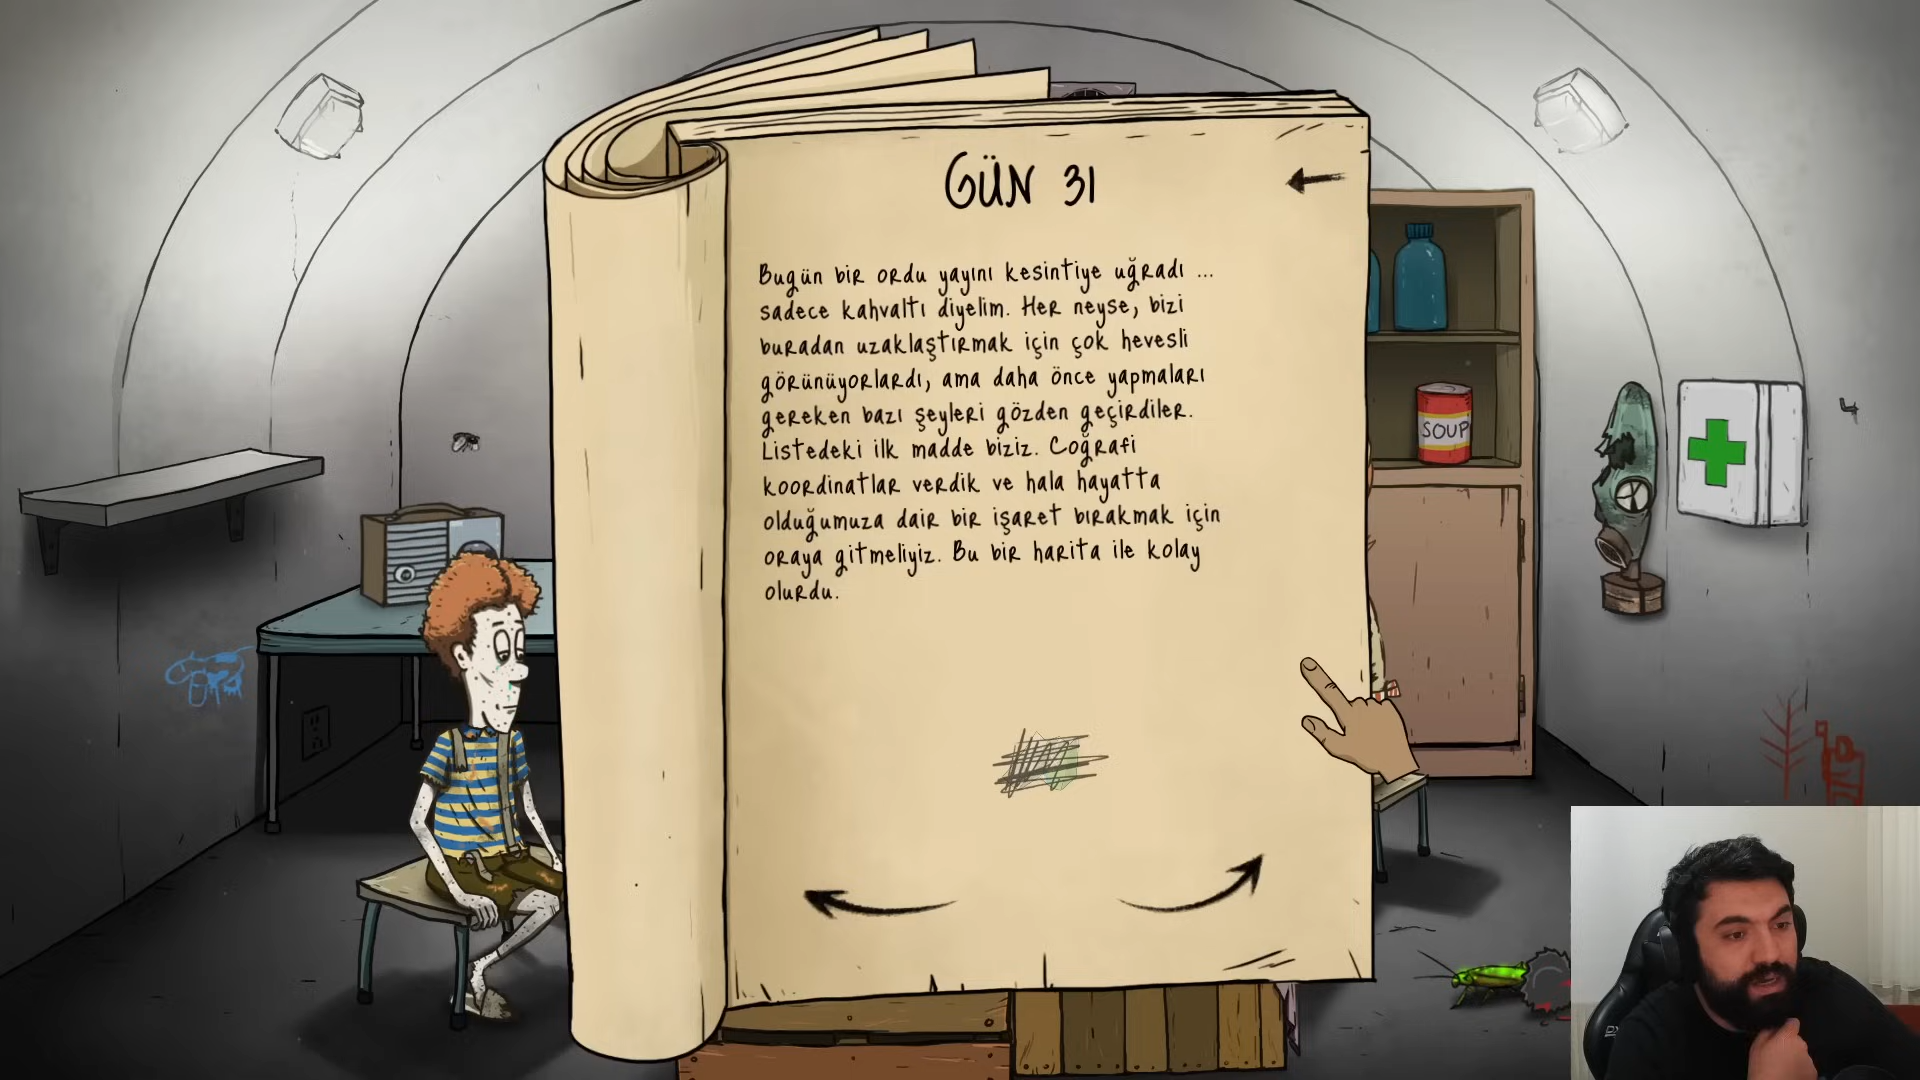 GÜN 31
Bugün bir ordu yayını kesintiye uğradı ...
sadece kahvaltı diyelim. Her neyse, bizi
buradan uzaklaştırmak için çok hevesli
görünüyorlardı, ama daha önce yapmaları
gereken bazı şeyleri gözden geçirdiler.
Listedeki ilk madde biziz. Coğrafi
koordinatlar verdik ve hala hayatta
olduğumuza dair bir işaret bırakmak için
oraya gitmeliyiz. Bu bir harita ile kolay
olurdu.
SOUP